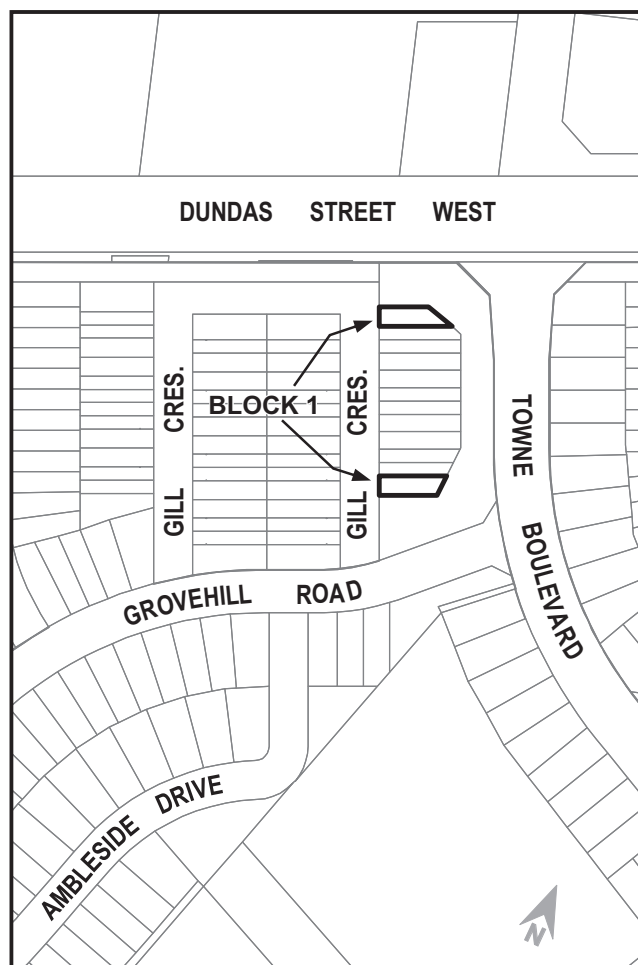 DUNDAS STREET WEST
GILL CRES.
BLOCK 1
GILL CRES.
TOWNE BOULEVARD
GROVEHILL ROAD
AMBLESIDE DRIVE
N